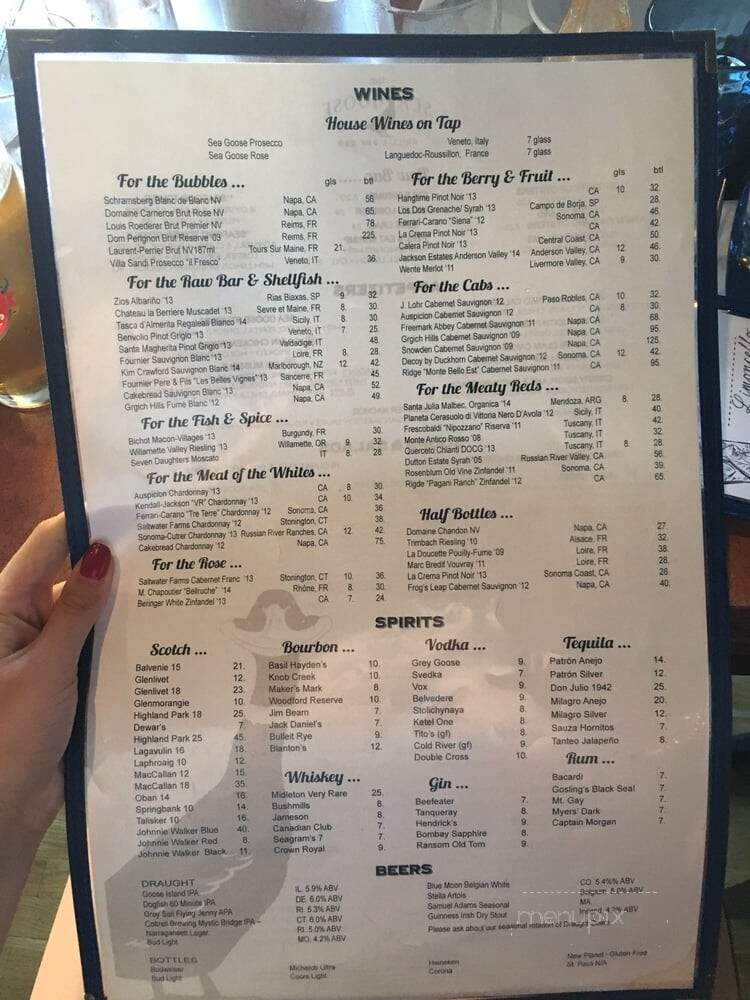 WINES
House Wines on Tap
Sea Goose Prosecco Veneto, Italy 7 glass
Sea Goose Rose Languedoc-Roussillon, France 7 glass
For the Bubbles ... gls btl
Schramsberg Blanc de Blanc NV Napa, CA 56
Domaine Carneros Brut Rose NV Napa, CA 65.
Louis Roederer Brut Premier NV Reims, FR 78.
Dom Perignon Brut Reserve '09 Reims, FR 225
Laurent-Perrier Brut NV187ml Tours Sur Maine, FR 21.
Villa Sandi Prosecco "il Fresco" Veneto, IT 36.
For the Raw Bar & Shellfish ...
Zios Albariño '13 Rias Biaxas, SP 9. 32.
Chateau la Berriere Muscadet '13 Sevre et Maine, FR 8. 30.
Tasca d'Almerita Regaleali Bianco '14 Sicily, IT. 8. 30.
Benvolio Pinot Grigio '13 Veneto, IT 7. 25
Santa Magherita Pinot Grigio '13 Valdadige, IT 48.
Fournier Sauvignon Blanc '13 Loire, FR 8. 28.
Kim Crawford Sauvignon Blanc '14 Marlborough, NZ 12. 42.
Fournier Pere & Fils "Les Belles Vignes" '13 Sancerre, FR 45.
Cakebread Sauvignon Blanc '13 Napa, CA 52.
Grgich Hills Fume Blanc '12 Napa, CA 49.
For the Fish & Spice ...
Bichot Macon-Villages '13 Burgundy, FR 30.
Willamette Valley Riesling '13 Willamette, OR 9. 32.
Seven Daughters Moscato IT 8. 28.
For the Meat of the Whites ...
Auspicion Chardonnay '13 CA 8. 30.
Kendall-Jackson "VR" Chardonnay '13 CA 10. 34.
Ferrari-Carano "Tre Terre" Chardonnay '12 Sonoma, CA 36.
Saltwater Farms Chardonnay '12 Stonington, CT 38.
Sonoma-Cutrer Chardonnay '13 Russian River Ranches, CA 12. 42.
Cakebread Chardonnay '12 Napa, CA 75.
For the Rose ...
Saltwater Farms Cabernet Franc '13 Stonington, CT 10. 36.
M. Chapoutier "Bellruche" '14 Rhône, FR 8. 30.
Beringer White Zinfandel '13 CA 7. 24.
For the Berry & Fruit ... gls btl
Hangtime Pinot Noir '13 CA 10. 32.
Los Dos Grenache/ Syrah '13 Campo de Borja, SP 28.
Ferrari-Carano "Siena" '12 Sonoma, CA 46.
La Crema Pinot Noir '13 CA 42.
Calera Pinot Noir '13 Central Coast, CA 50.
Jackson Estates Anderson Valley '14 Anderson Valley, CA 12. 46.
Wente Merlot '11 Livermore Valley, CA 9. 30.
For the Cabs ...
J. Lohr Cabernet Sauvignon '12 Paso Robles, CA 10. 32.
Auspicion Cabernet Sauvignon '12 CA 8. 30.
Freemark Abbey Cabernet Sauvignon '11 Napa, CA 68.
Grgich Hills Cabernet Sauvignon '09 Napa, CA 95.
Snowden Cabernet Sauvignon '09 Napa, CA 125.
Decoy by Duckhorn Cabernet Sauvignon '12 Sonoma, CA 12. 42.
Ridge "Monte Bello Est" Cabernet Sauvignon '11 CA 95.
For the Meaty Reds ...
Santa Julia Malbec, Organica '14 Mendoza, ARG 8. 28.
Planeta Cerasuolo di Vittoria Nero D'Avola '12 Sicily, IT 40.
Frescobaldi "Nipozzano" Riserva '11 Tuscany, IT 42.
Monte Antico Rosso '08 Tuscany, IT 32.
Querceto Chianti DOCG '13 Tuscany, IT 8. 28.
Dutton Estate Syrah '05 Russian River Valley, CA 56.
Rosenblum Old Vine Zinfandel '11 Sonoma, CA 39.
Rigde "Pagani Ranch" Zinfandel '12 CA 65.
Half Bottles ...
Domaine Chandon NV Napa, CA 27.
Trimbach Riesling '10 Alsace, FR 32.
La Doucette Pouilly-Fume '09 Loire, FR 38.
Marc Bredif Vouvray '11 Loire, FR 28.
La Crema Pinot Noir '13 Sonoma Coast, CA 26.
Frog's Leap Cabernet Sauvignon '12 Napa, CA 40.
SPIRITS
Scotch ...
Balvenie 15 21.
Glenlivet 12.
Glenlivet 18 23.
Glenmorangie 10.
Highland Park 18 25.
Dewar's 7.
Highland Park 25 45.
Lagavulin 16 18.
Laphroaig 10 12.
MacCallan 12 15.
MacCallan 18 35.
Oban 14 16.
Springbank 10 14.
Talisker 10 16.
Johnnie Walker Blue 40.
Johnnie Walker Red 8.
Johnnie Walker Black 11.
Bourbon ...
Basil Hayden's 10.
Knob Creek 10.
Maker's Mark 8.
Woodford Reserve 10.
Jim Beam 7.
Jack Daniel's 7.
Bulleit Rye 9.
Blanton's 12.
Whiskey ...
Midleton Very Rare 25.
Bushmills 8.
Jameson 8.
Canadian Club 7.
Seagram's 7 7.
Crown Royal 9.
Vodka ...
Grey Goose 9.
Svedka 7.
Vox 9.
Belvedere 9.
Stolichynaya 8.
Ketel One 8.
Tito's (gf) 9.
Cold River (gf) 9.
Double Cross 10.
Gin ...
Beefeater 7.
Tanqueray 8.
Hendrick's 9.
Bombay Sapphire 8.
Ransom Old Tom 9.
Tequila ...
Patrón Anejo 14.
Patrón Silver 12.
Don Julio 1942 25.
Milagro Anejo 20.
Milagro Silver 12.
Sauza Hornitos 7.
Tanteo Jalapeño 8.
Rum ...
Bacardi 7.
Gosling's Black Seal 7.
Mt. Gay 7.
Myers' Dark 7.
Captain Morgan 7.
BEERS
DRAUGHT
Goose Island IPA IL. 5.9% ABV
Dogfish 60 Minute IPA DE. 6.0% ABV
Grey Sail Flying Jenny APA RI. 5.3% ABV
Cottrell Brewing Mystic Bridge IPA – CT. 6.0% ABV
Narragansett Lager. RI. 5.0% ABV
Bud Light MO. 4.2% ABV
Blue Moon Belgian White CO. 5.4%% ABV
Stella Artois Belgium. 5.0% ABV
Samuel Adams Seasonal MA
Guinness Irish Dry Stout Ireland. 4.2% ABV
Please ask about our seasonal rotation of Draught
BOTTLES
Budweiser Michelob Ultra Heineken New Planet - Gluten Free
Bud Light Coors Light Corona St. Pauli N/A
menupix